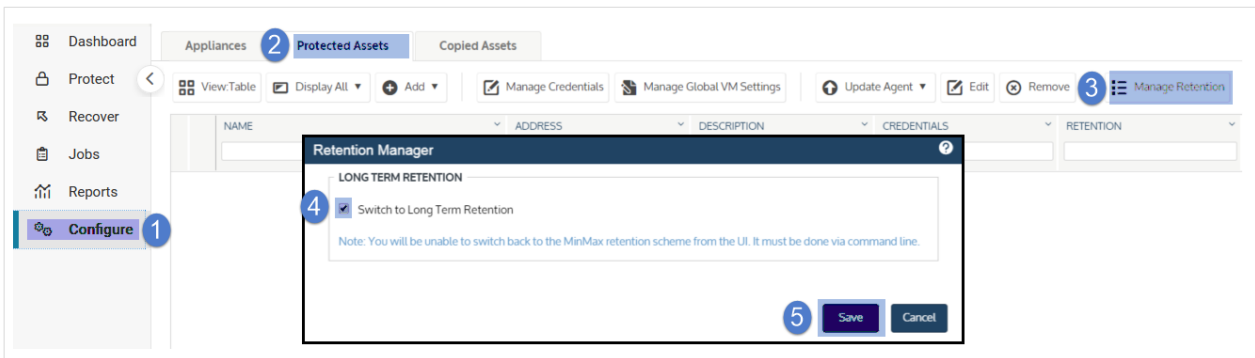 Dashboard
Protect
Recover
Jobs
Reports
Configure
1
Appliances
2
Protected Assets
Copied Assets
View:Table
Display All
Add
Manage Credentials
Manage Global VM Settings
Update Agent
Edit
Remove
3
Manage Retention
NAME
ADDRESS
DESCRIPTION
CREDENTIALS
RETENTION
Retention Manager
?
LONG TERM RETENTION
4
Switch to Long Term Retention
Note: You will be unable to switch back to the MinMax retention scheme from the UI. It must be done via command line.
5
Save
Cancel